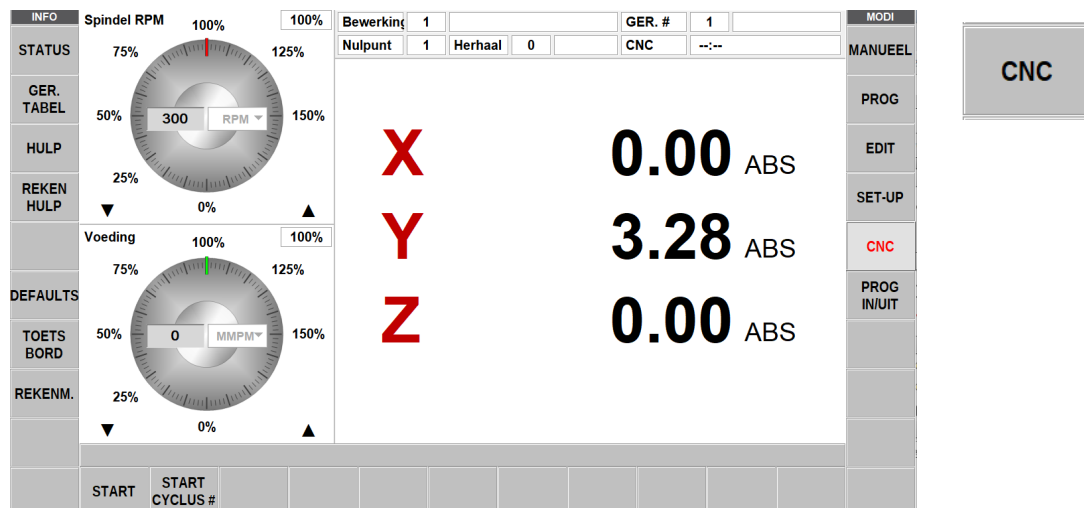 INFO
STATUS
GER.
TABEL
HULP
REKEN
HULP
DEFAULTS
TOETS
BORD
REKENM.
Spindel RPM
100%
100%
75%
125%
50%
300
RPM
150%
25%
0%
▼
▲
Voeding
100%
100%
75%
125%
50%
0
MMPM
150%
25%
0%
▼
▲
Bewerking 1
GER. # 1
Nulpunt 1 Herhaal 0
CNC --:--
X 0.00 ABS
Y 3.28 ABS
Z 0.00 ABS
START
START
CYCLUS #
MODI
MANUEEL
PROG
EDIT
SET-UP
CNC
PROG
IN/UIT
CNC